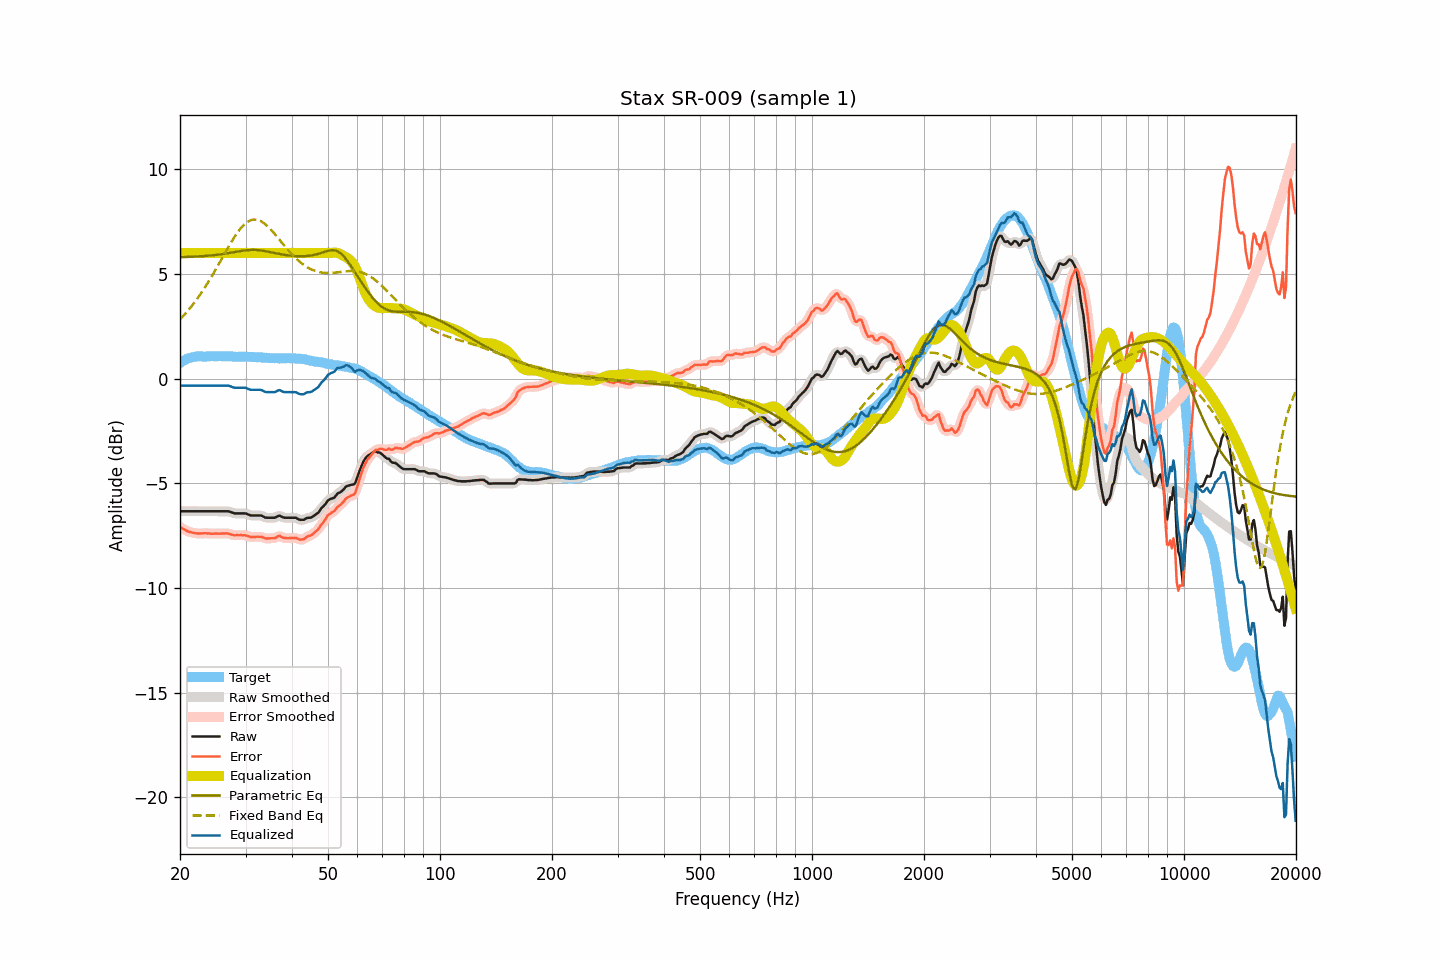 Stax SR-009 (sample 1)
Amplitude (dBr)
10
5
0
−5
−10
−15
−20
Target
Raw Smoothed
Error Smoothed
Raw
Error
Equalization
Parametric Eq
Fixed Band Eq
Equalized
20 50 100 200 500 1000 2000 5000 10000 20000
Frequency (Hz)